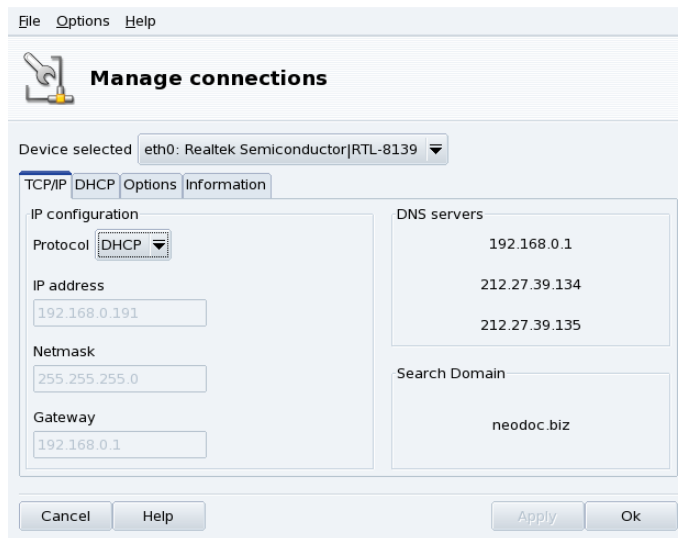 File Options Help
Manage connections
Device selected eth0: Realtek Semiconductor|RTL-8139
TCP/IP DHCP Options Information
IP configuration
Protocol DHCP
IP address
192.168.0.191
Netmask
255.255.255.0
Gateway
192.168.0.1
DNS servers
192.168.0.1
212.27.39.134
212.27.39.135
Search Domain
neodoc.biz
Cancel Help Apply Ok